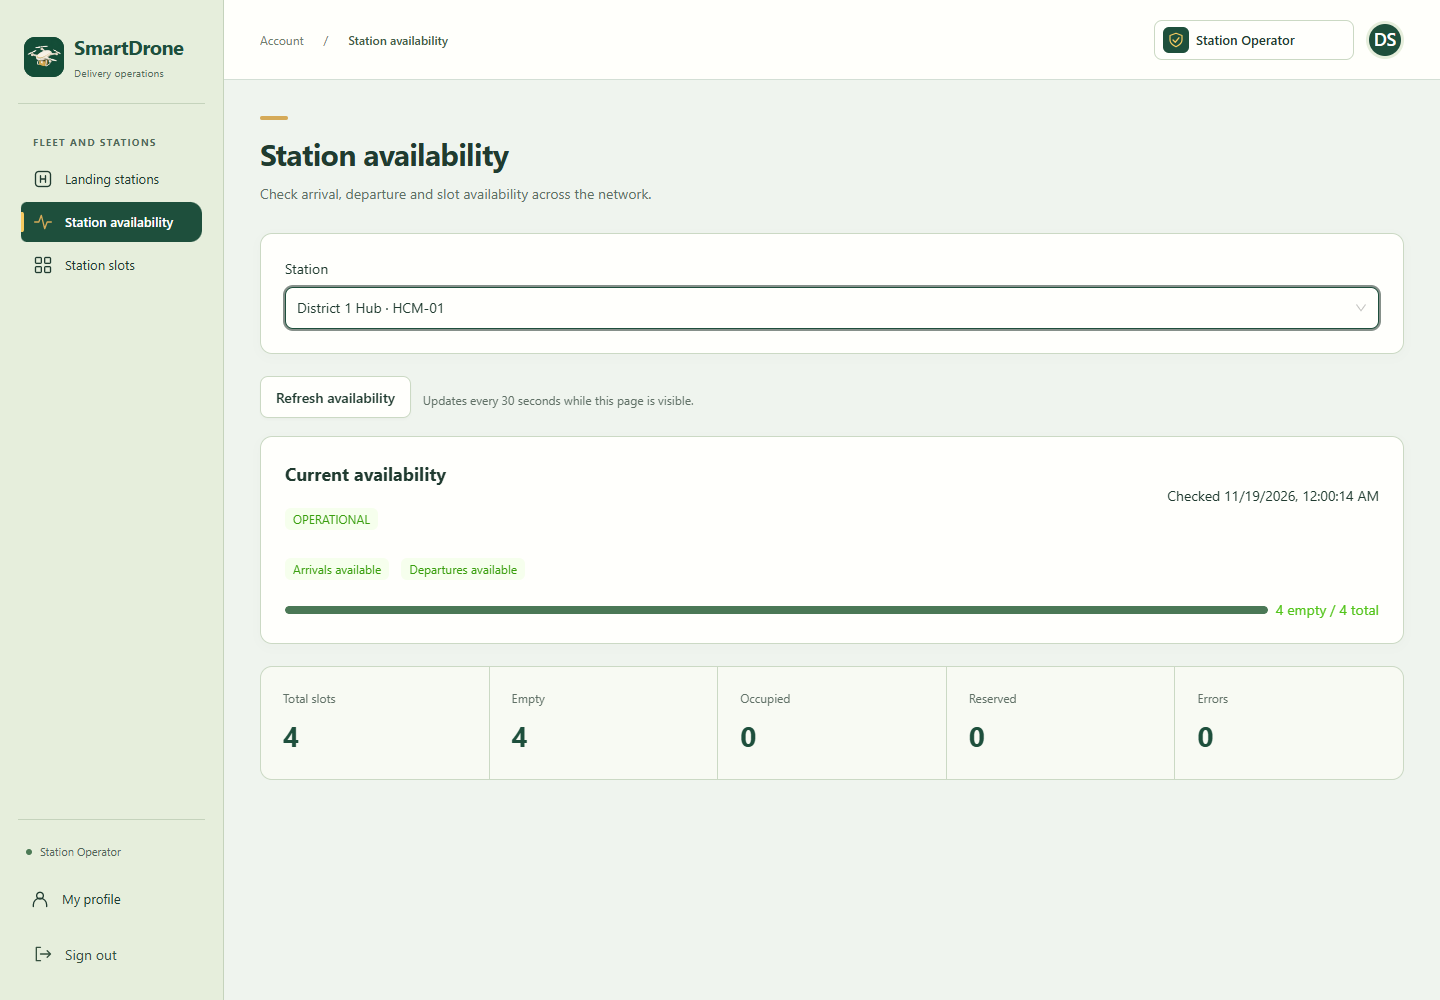 SmartDrone
Delivery operations
FLEET AND STATIONS
Landing stations
Station availability
Station slots
Station Operator
My profile
Sign out
Account / Station availability
Station Operator
DS
Station availability
Check arrival, departure and slot availability across the network.
Station
District 1 Hub · HCM-01
Refresh availability
Updates every 30 seconds while this page is visible.
Current availability
Checked 11/19/2026, 12:00:14 AM
OPERATIONAL
Arrivals available
Departures available
4 empty / 4 total
Total slots
4
Empty
4
Occupied
0
Reserved
0
Errors
0